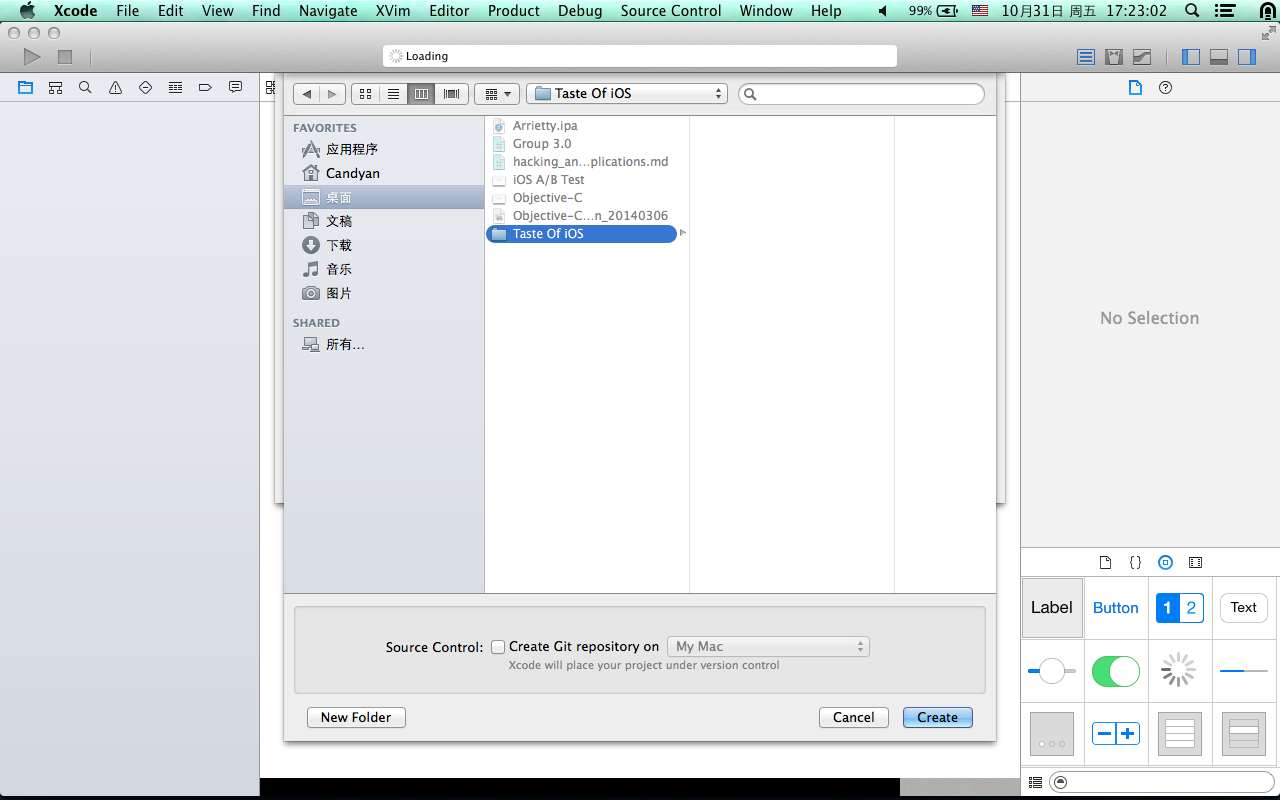 Xcode File Edit View Find Navigate XVim Editor Product Debug Source Control Window Help 99% 10月31日 周五 17:23:02
Loading
Taste Of iOS
FAVORITES
应用程序
Candyan
桌面
文稿
下载
音乐
图片
SHARED
所有...
Arrietty.ipa
Group 3.0
hacking_an...plications.md
iOS A/B Test
Objective-C
Objective-C...n_20140306
Taste Of iOS
No Selection
{}
Label Button 1 2 Text
Source Control: Create Git repository on My Mac
Xcode will place your project under version control
New Folder Cancel Create